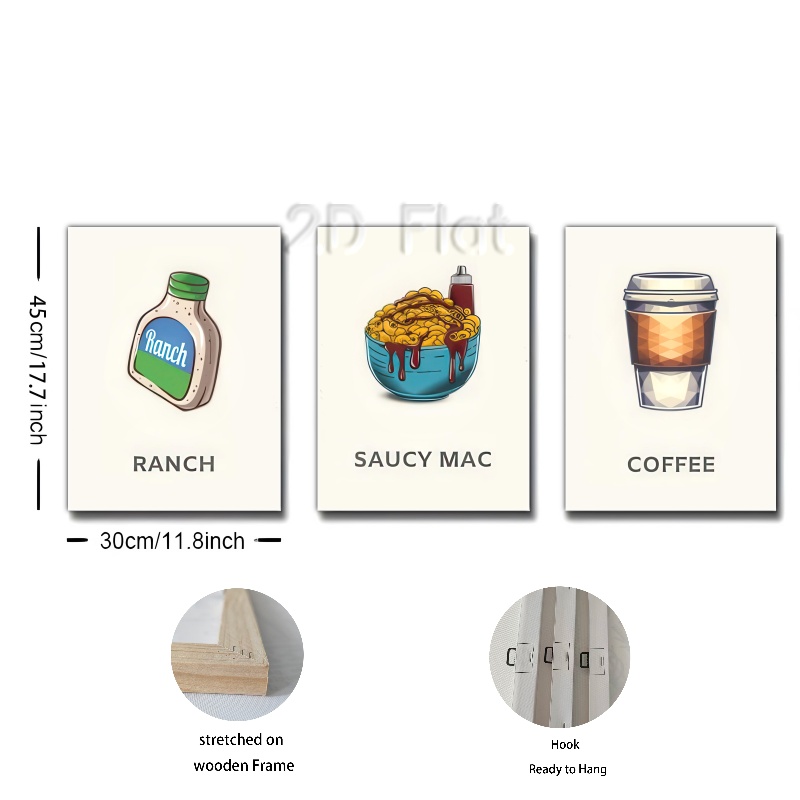 2D Flat
45cm/17.7inch
Ranch
RANCH
SAUCY MAC
COFFEE
30cm/11.8inch
stretched on
wooden Frame
Hook
Ready to Hang